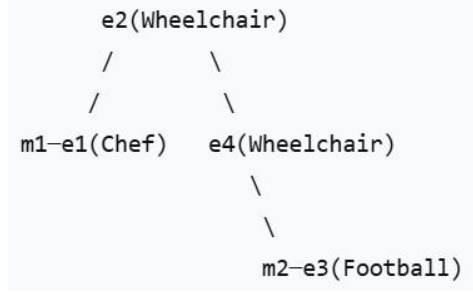 e2(Wheelchair)
/ \
/ \
m1—e1(Chef) e4(Wheelchair)
\
\
m2—e3(Football)